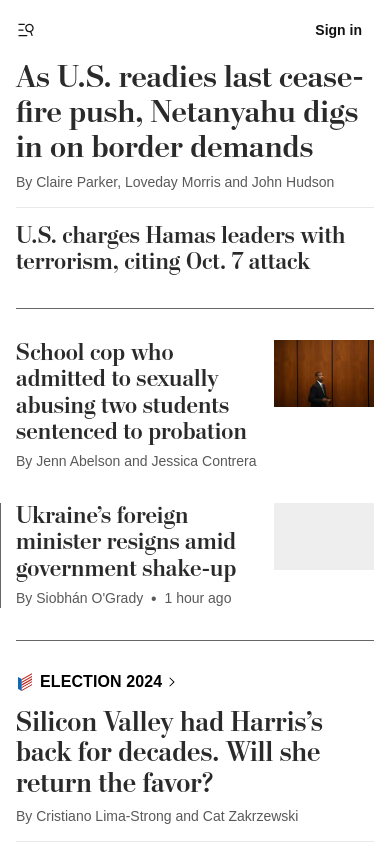 Sign in
As U.S. readies last cease-
fire push, Netanyahu digs
in on border demands
By Claire Parker, Loveday Morris and John Hudson
U.S. charges Hamas leaders with
terrorism, citing Oct. 7 attack
School cop who
admitted to sexually
abusing two students
sentenced to probation
By Jenn Abelson and Jessica Contrera
Ukraine’s foreign
minister resigns amid
government shake-up
By Siobhán O'Grady • 1 hour ago
ELECTION 2024
Silicon Valley had Harris’s
back for decades. Will she
return the favor?
By Cristiano Lima-Strong and Cat Zakrzewski